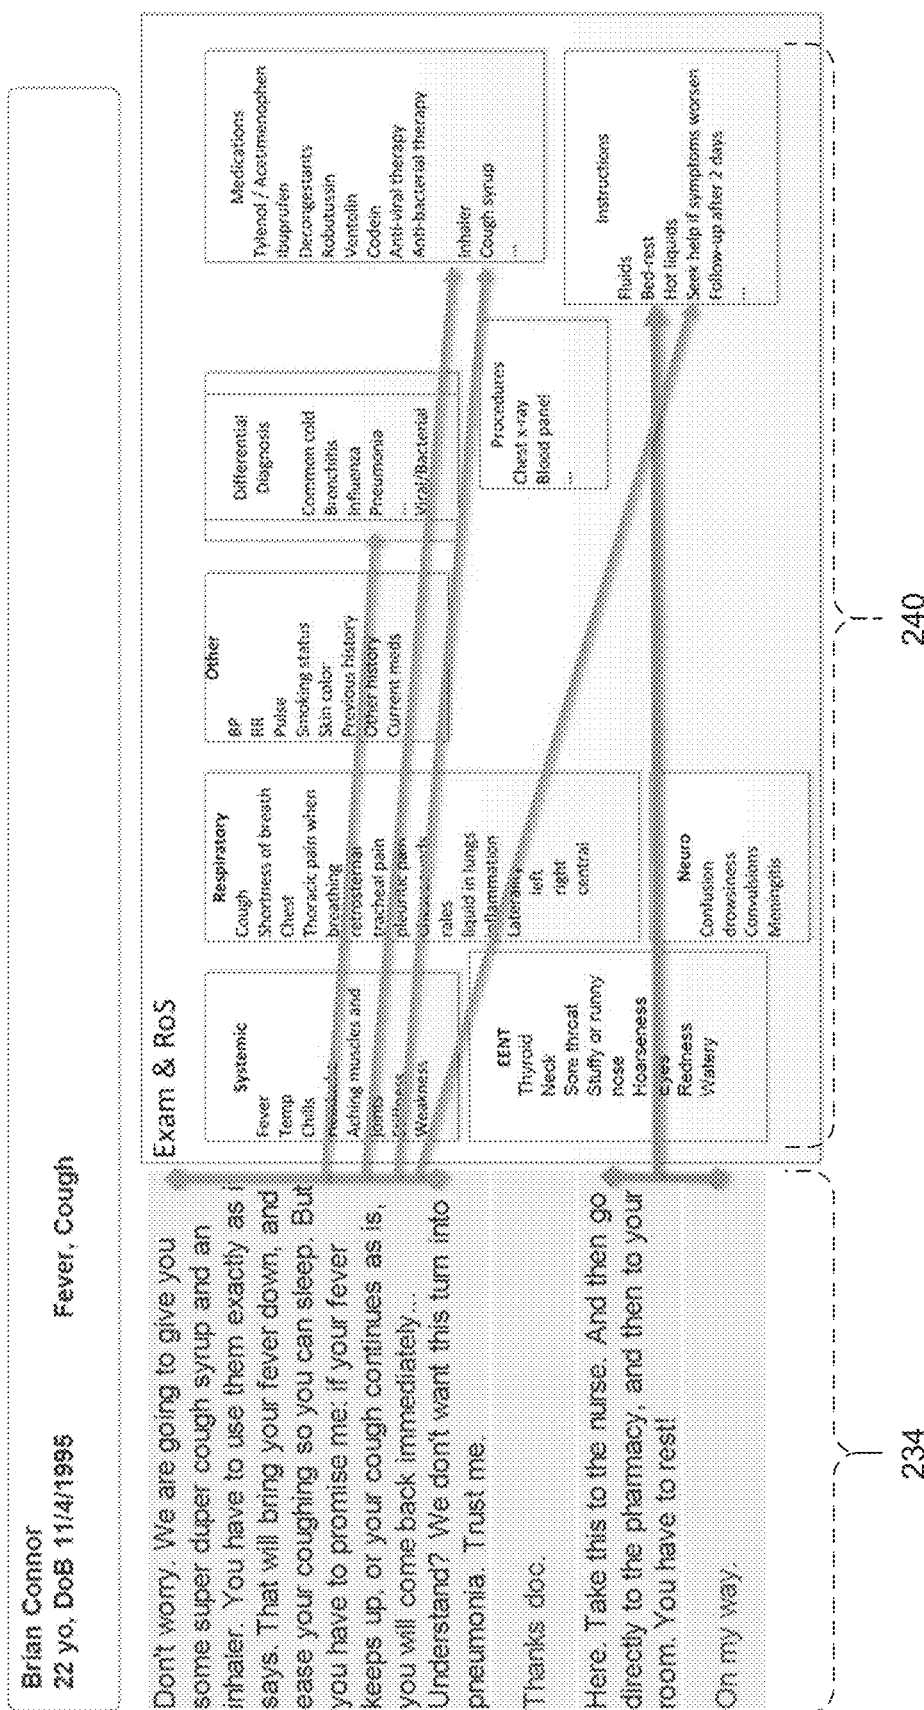 Brian Connor
22 yo, DoB 11/4/1995 Fever, Cough
Don't worry. We are going to give you
some super duper cough syrup and an
inhaler. You have to use them exactly as i
says. That will bring your fever down, and
ease your coughing so you can sleep. But
you have to promise me: if your fever
keeps up, or your cough continues as is,
you will come back immediately...
Understand? We don't want this turn into
pneumonia. Trust me.
Thanks doc.
Here. Take this to the nurse. And then go
directly to the pharmacy, and then to your
room. You have to rest!
On my way.
234
Exam & RoS
Systemic
Fever
Temp
Chills
Aching muscles and
joints
Weakness
EENT
Thyroid
Neck
Sore throat
Stuffy or runny
nose
Hoarseness
Eyes
Redness
Watery
Respiratory
Cough
Shortness of breath
Chest
Thoracic pain when
breathing
retrosternal
tracheal pain
pleuritic pain
rales
liquid in lungs
inflammation
Laterality
left
right
central
Neuro
Confusion
drowsiness
Convulsions
Meningitis
Other
BP
RR
Pulse
Smoking status
Skin color
Previous history
Other history
Current meds
Differential
Diagnosis
Common cold
Bronchitis
Influenza
Pneumonia
...
Viral/Bacterial
Procedures
Chest x-ray
Blood panel
...
Medications
Tylenol / Acetumenophen
Ibuprofen
Decongestants
Robutussin
Ventolin
Codein
Anti-viral therapy
Anti-bacterial therapy
Inhaler
Cough syrup
...
Instructions
Fluids
Bed-rest
Hot liquids
Seek help if symptoms worsen
Follow-up after 2 days
...
240